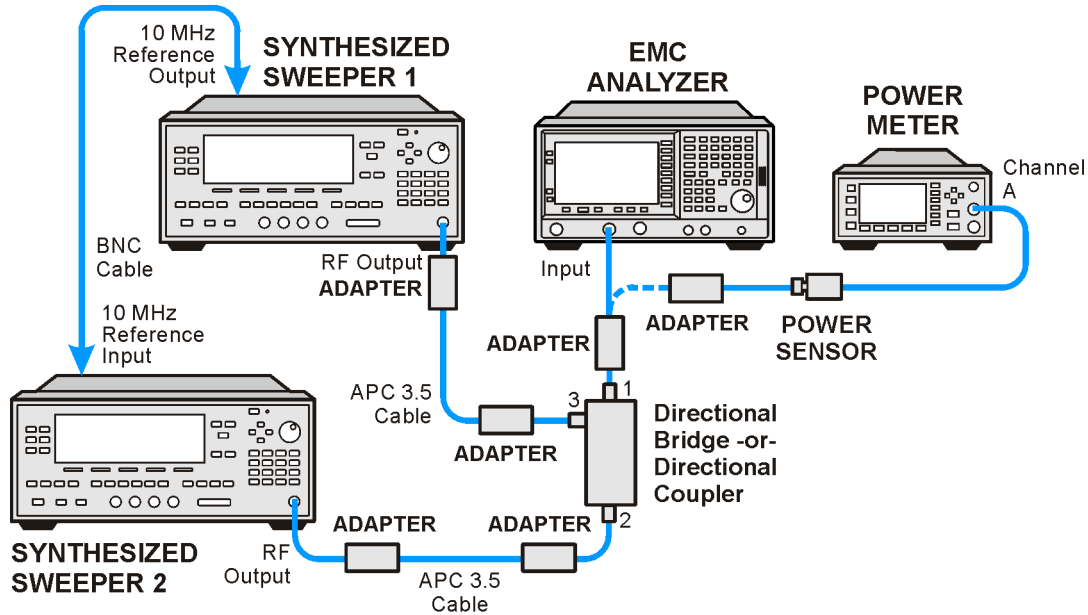 10 MHz
Reference
Output
SYNTHESIZED
SWEEPER 1
EMC
ANALYZER
POWER
METER
Channel
A
BNC
Cable
RF Output
ADAPTER
Input
ADAPTER
POWER
SENSOR
10 MHz
Reference
Input
ADAPTER
APC 3.5
Cable
3
1
ADAPTER
Directional
Bridge -or-
Directional
Coupler
2
SYNTHESIZED
SWEEPER 2
RF
Output
ADAPTER
ADAPTER
APC 3.5
Cable